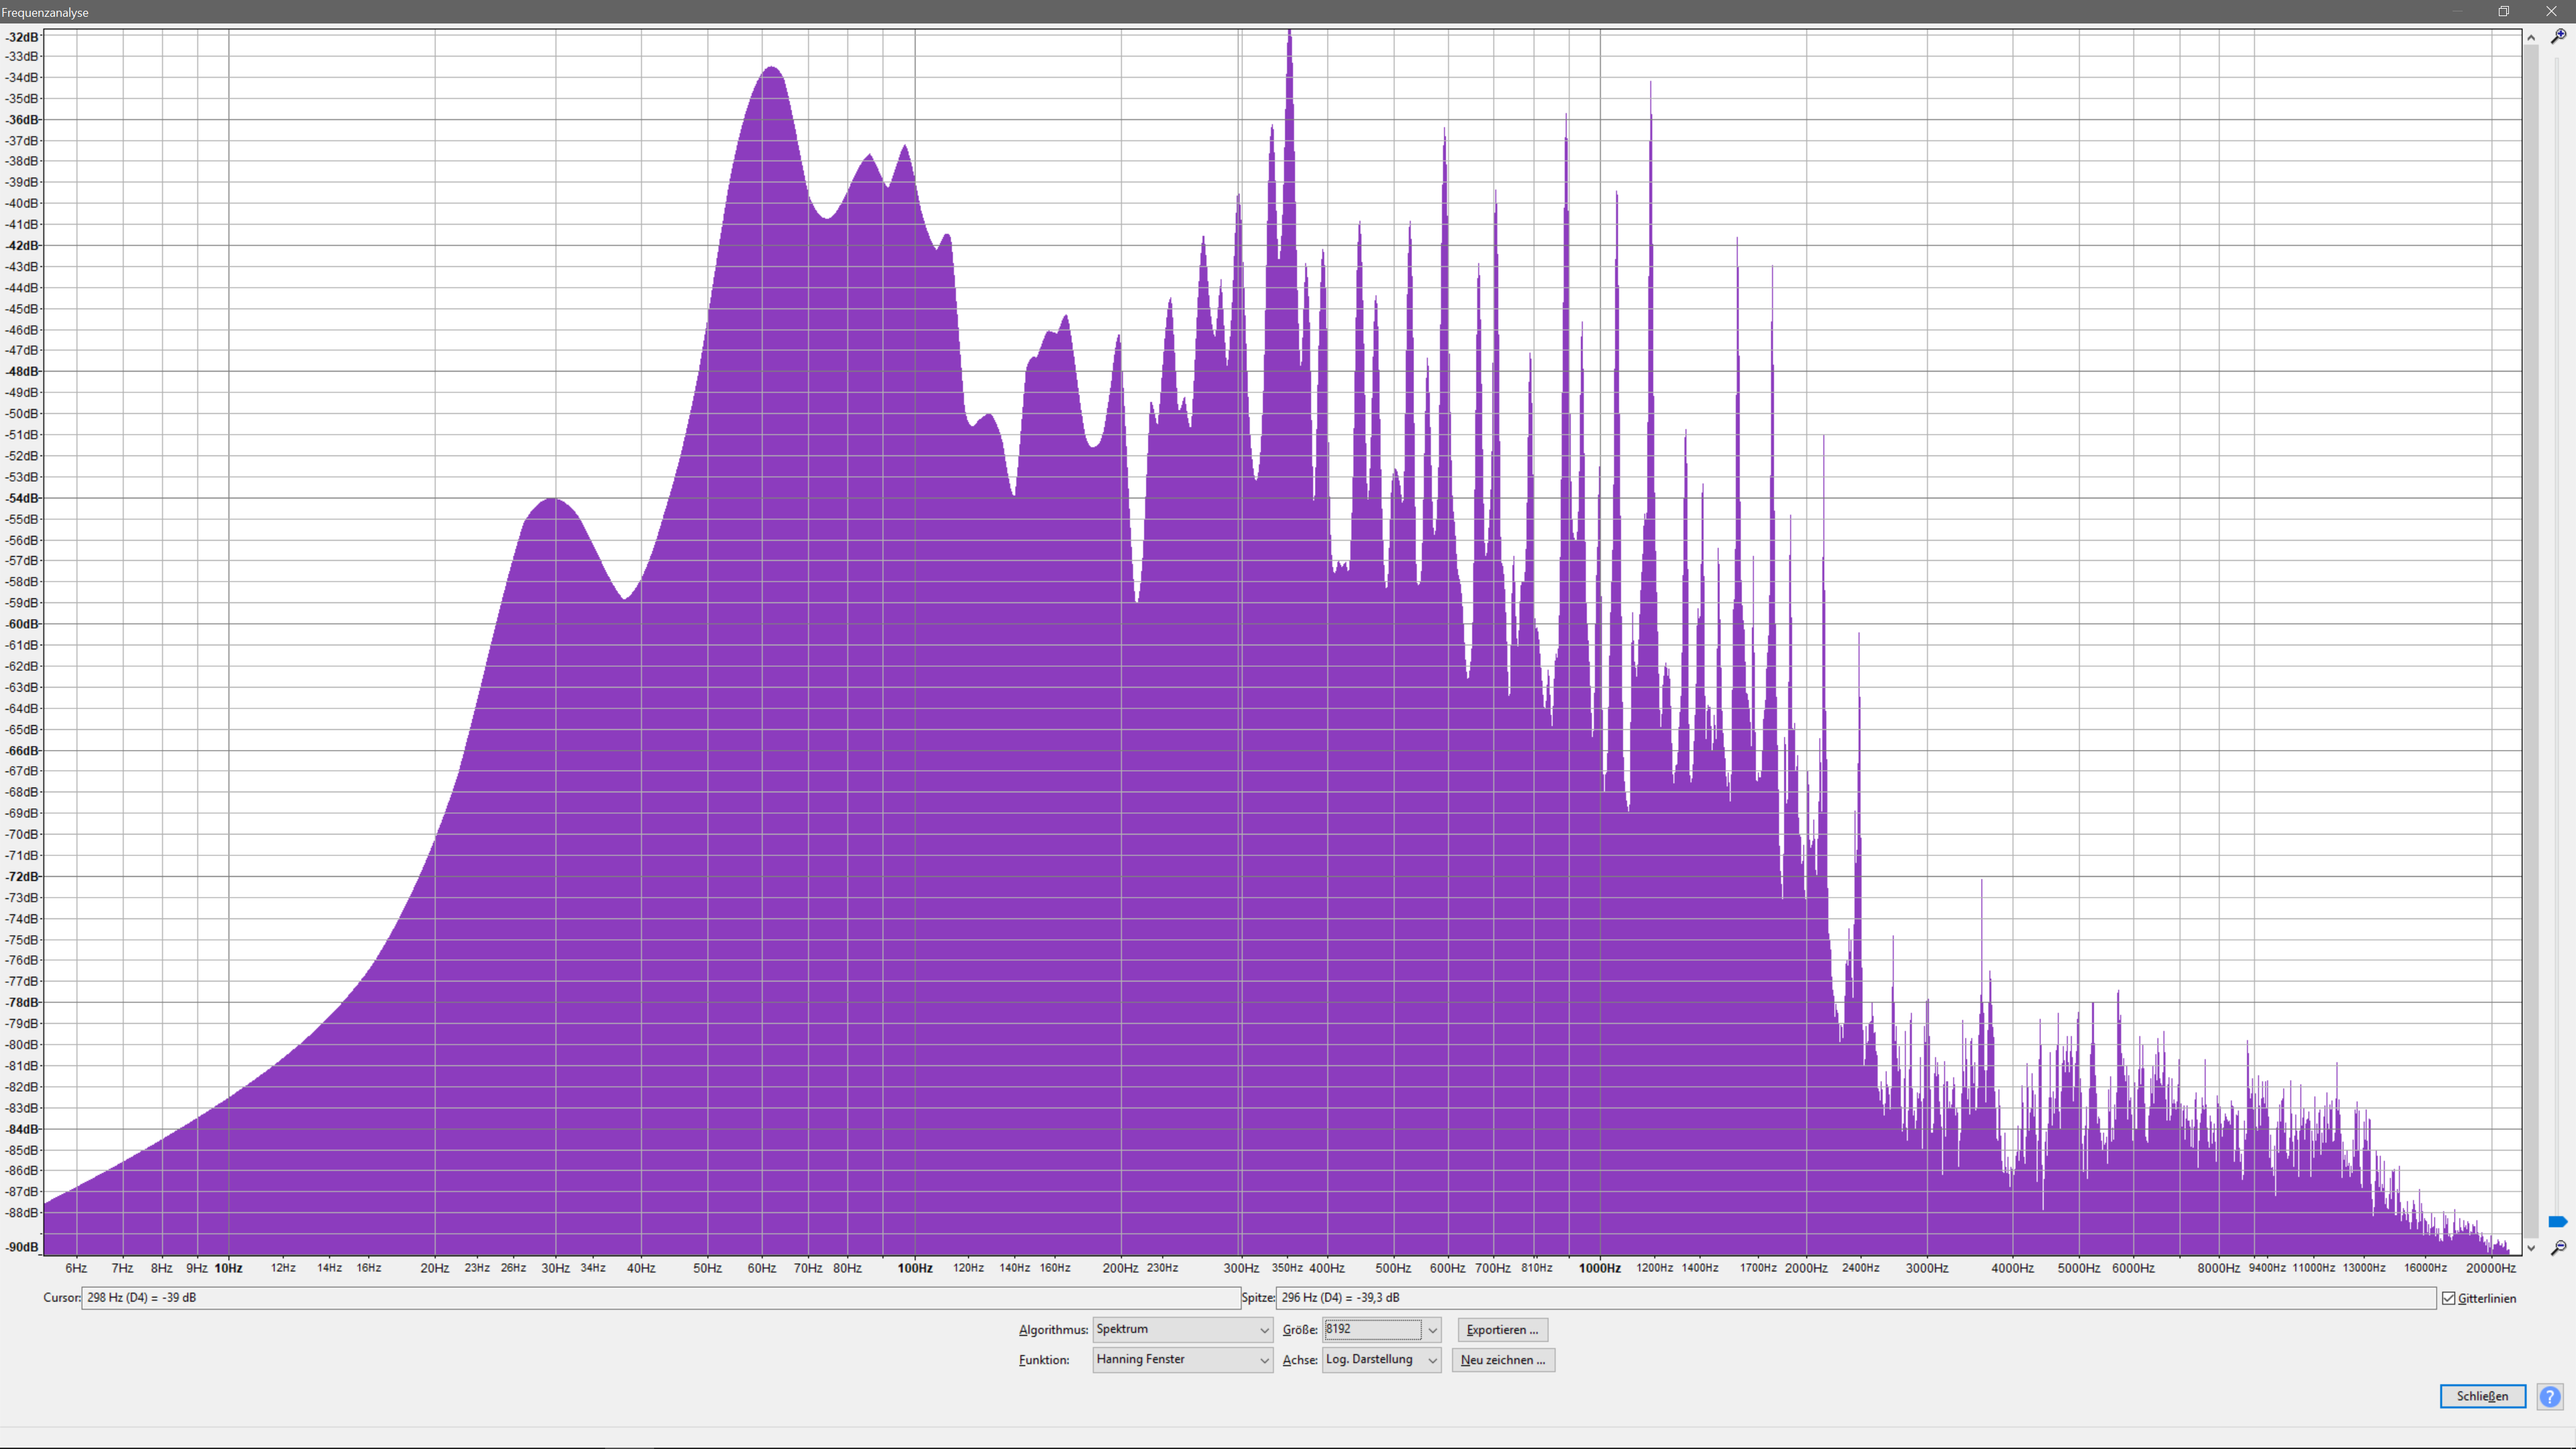 Frequenzanalyse
-32dB
-33dB
-34dB
-35dB
-36dB
-37dB
-38dB
-39dB
-40dB
-41dB
-42dB
-43dB
-44dB
-45dB
-46dB
-47dB
-48dB
-49dB
-50dB
-51dB
-52dB
-53dB
-54dB
-55dB
-56dB
-57dB
-58dB
-59dB
-60dB
-61dB
-62dB
-63dB
-64dB
-65dB
-66dB
-67dB
-68dB
-69dB
-70dB
-71dB
-72dB
-73dB
-74dB
-75dB
-76dB
-77dB
-78dB
-79dB
-80dB
-81dB
-82dB
-83dB
-84dB
-85dB
-86dB
-87dB
-88dB
-90dB
6Hz 7Hz 8Hz 9Hz 10Hz 12Hz 14Hz 16Hz 20Hz 23Hz 26Hz 30Hz 34Hz 40Hz 50Hz 60Hz 70Hz 80Hz 100Hz 120Hz 140Hz 160Hz 200Hz 230Hz 300Hz 350Hz 400Hz 500Hz 600Hz 700Hz 810Hz 1000Hz 1200Hz 1400Hz 1700Hz 2000Hz 2400Hz 3000Hz 4000Hz 5000Hz 6000Hz 8000Hz 9400Hz 11000Hz 13000Hz 16000Hz 20000Hz
Cursor: 298 Hz (D4) = -39 dB Spitze: 296 Hz (D4) = -39,3 dB Gitterlinien
Algorithmus: Spektrum Größe: 8192 Exportieren ...
Funktion: Hanning Fenster Achse: Log. Darstellung Neu zeichnen ...
Schließen ?